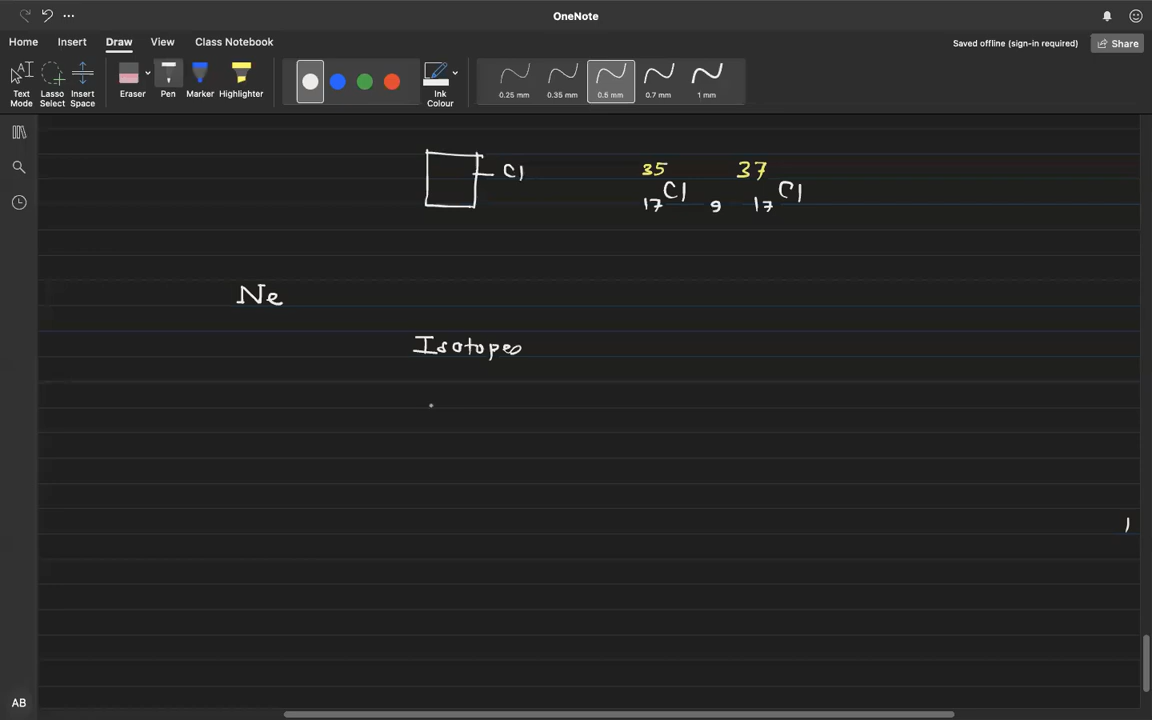 OneNote
Home Insert Draw View Class Notebook
Saved offline (sign-in required) Share
Text Mode
Lasso Select
Insert Space
Eraser
Pen
Marker
Highlighter
Ink Colour
0.25 mm 0.35 mm 0.5 mm 0.7 mm 1 mm
Cl
35 37
Cl Cl
17 , 17
Ne
Isotopes
1
AB